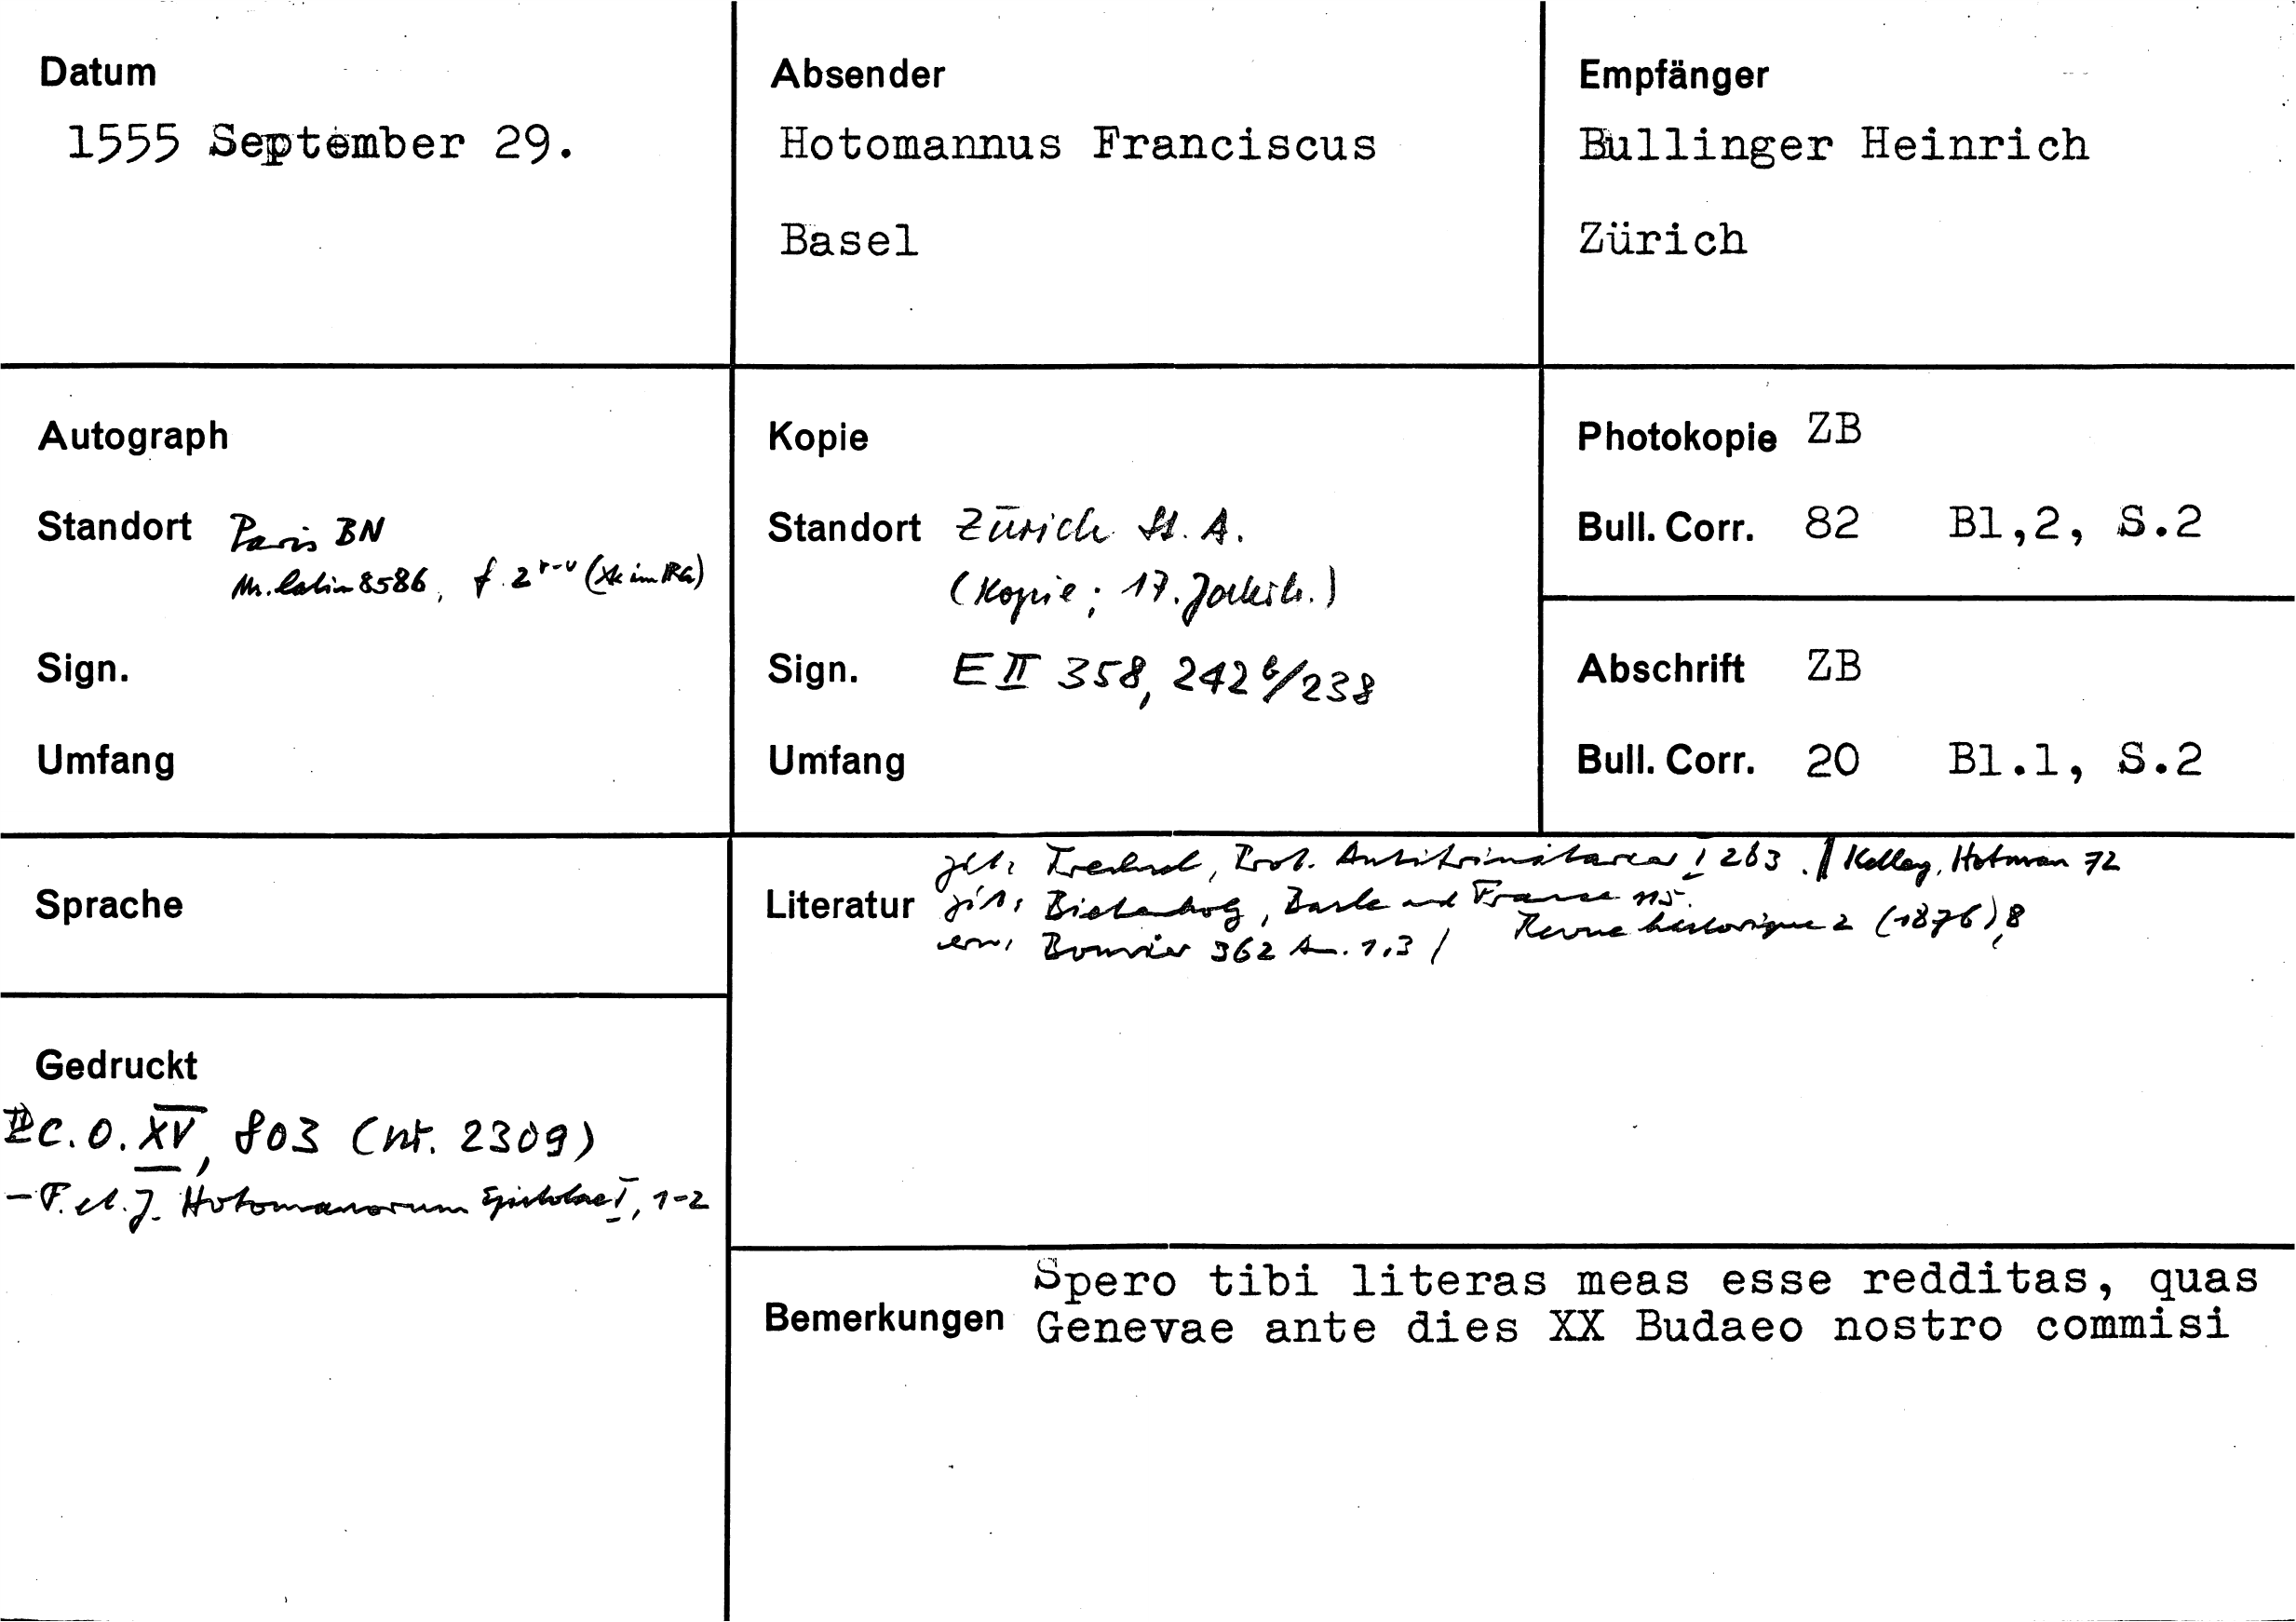 Datum
1555 September 29.
Absender
Hotomannus Franciscus
Basel
Empfänger
Bullinger Heinrich
Zürich
Autograph
Standort Paris BN
Ms. latin 8586, f. 2 r-v (Xk im IRG)
Sign.
Umfang
Kopie
Standort Zürich St. A.
(Kopie; 17. Jahrh.)
Sign. E II 358, 242 b/238
Umfang
Photokopie ZB
Bull. Corr. 82 Bl,2, S.2
Abschrift ZB
Bull. Corr. 20 Bl.1, S.2
Sprache
Literatur
zit: Trechsel, Prot. Antitrinitarier I 263. // Kelley, Hotman 72
zit: Bietenholz, Basle and France 115.
erw: Bouvier 362 Anm. 1.3 / Revue historique 2 (1876), 8
Gedruckt
C.O. XV, 803 (Nr. 2309)
- F. et J. Hotomanorum Epistolae I, 1-2
Bemerkungen
Spero tibi literas meas esse redditas, quas
Genevae ante dies XX Budaeo nostro commisi